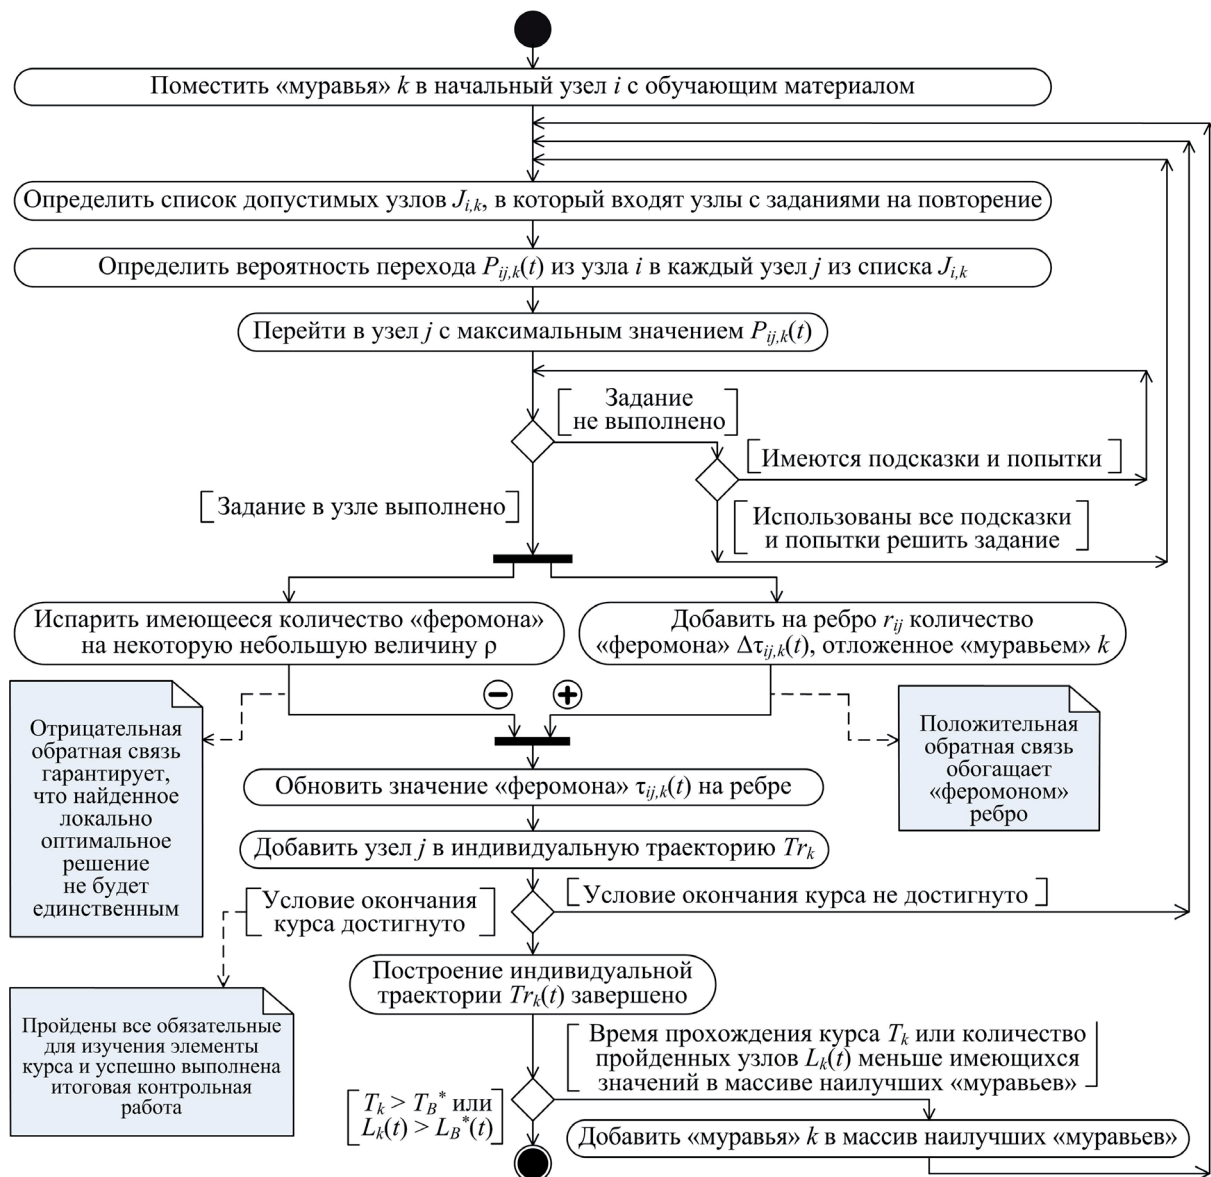 Поместить «муравья» k в начальный узел i с обучающим материалом
Определить список допустимых узлов J_{i,k}, в который входят узлы с заданиями на повторение
Определить вероятность перехода P_{ij,k}(t) из узла i в каждый узел j из списка J_{i,k}
Перейти в узел j с максимальным значением P_{ij,k}(t)
Задание
не выполнено
Имеются подсказки и попытки
Задание в узле выполнено
Использованы все подсказки
и попытки решить задание
Испарить имеющееся количество «феромона»
на некоторую небольшую величину ρ
Добавить на ребро r_{ij} количество
«феромона» Δτ_{ij,k}(t), отложенное «муравьем» k
−
+
Отрицательная
обратная связь
гарантирует,
что найденное
локально
оптимальное
решение
не будет
единственным
Положительная
обратная связь
обогащает
«феромоном»
ребро
Обновить значение «феромона» τ_{ij,k}(t) на ребре
Добавить узел j в индивидуальную траекторию Tr_k
Условие окончания
курса достигнуто
Условие окончания курса не достигнуто
Построение индивидуальной
траектории Tr_k(t) завершено
Пройдены все обязательные
для изучения элементы
курса и успешно выполнена
итоговая контрольная
работа
Время прохождения курса T_k или количество
пройденных узлов L_k(t) меньше имеющихся
значений в массиве наилучших «муравьев»
T_k > T_B* или
L_k(t) > L_B*(t)
Добавить «муравья» k в массив наилучших «муравьев»